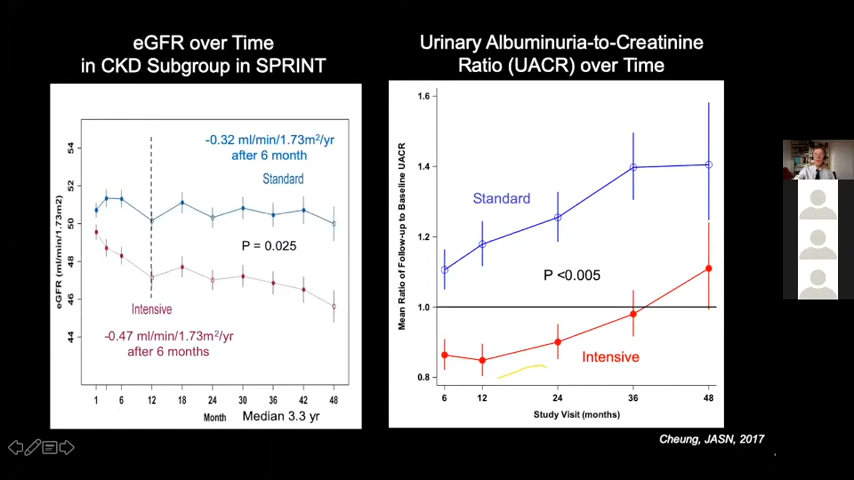 eGFR over Time
in CKD Subgroup in SPRINT
-0.32 ml/min/1.73m²/yr
after 6 month
Standard
P = 0.025
Intensive
-0.47 ml/min/1.73m²/yr
after 6 months
eGFR (ml/min/1.73m2)
54
52
50
48
46
44
1 6 12 18 24 30 36 42 48
Month
Median 3.3 yr
Urinary Albuminuria-to-Creatinine
Ratio (UACR) over Time
Mean Ratio of Follow-up to Baseline UACR
1.6
1.4
1.2
1.0
0.8
Standard
P <0.005
Intensive
6 12 24 36 48
Study Visit (months)
Cheung, JASN, 2017